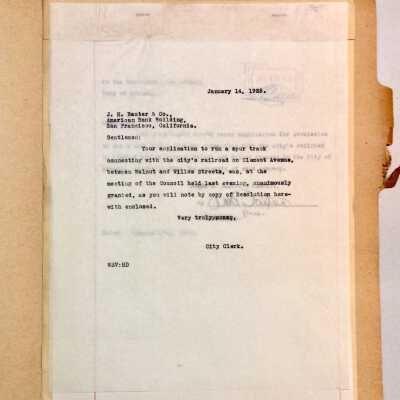 January 14, 1925.
J. H. Baxter & Co.,
American Bank Building,
San Francisco, California.
Gentlemen:
Your application to run a spur track
connecting with the city's railroad on Clement Avenue,
between Walnut and Willow Streets, was, at the
meeting of the Council held last evening, unanimously
granted, as you will note by copy of Resolution here-
with enclosed.
Very truly
City Clerk.